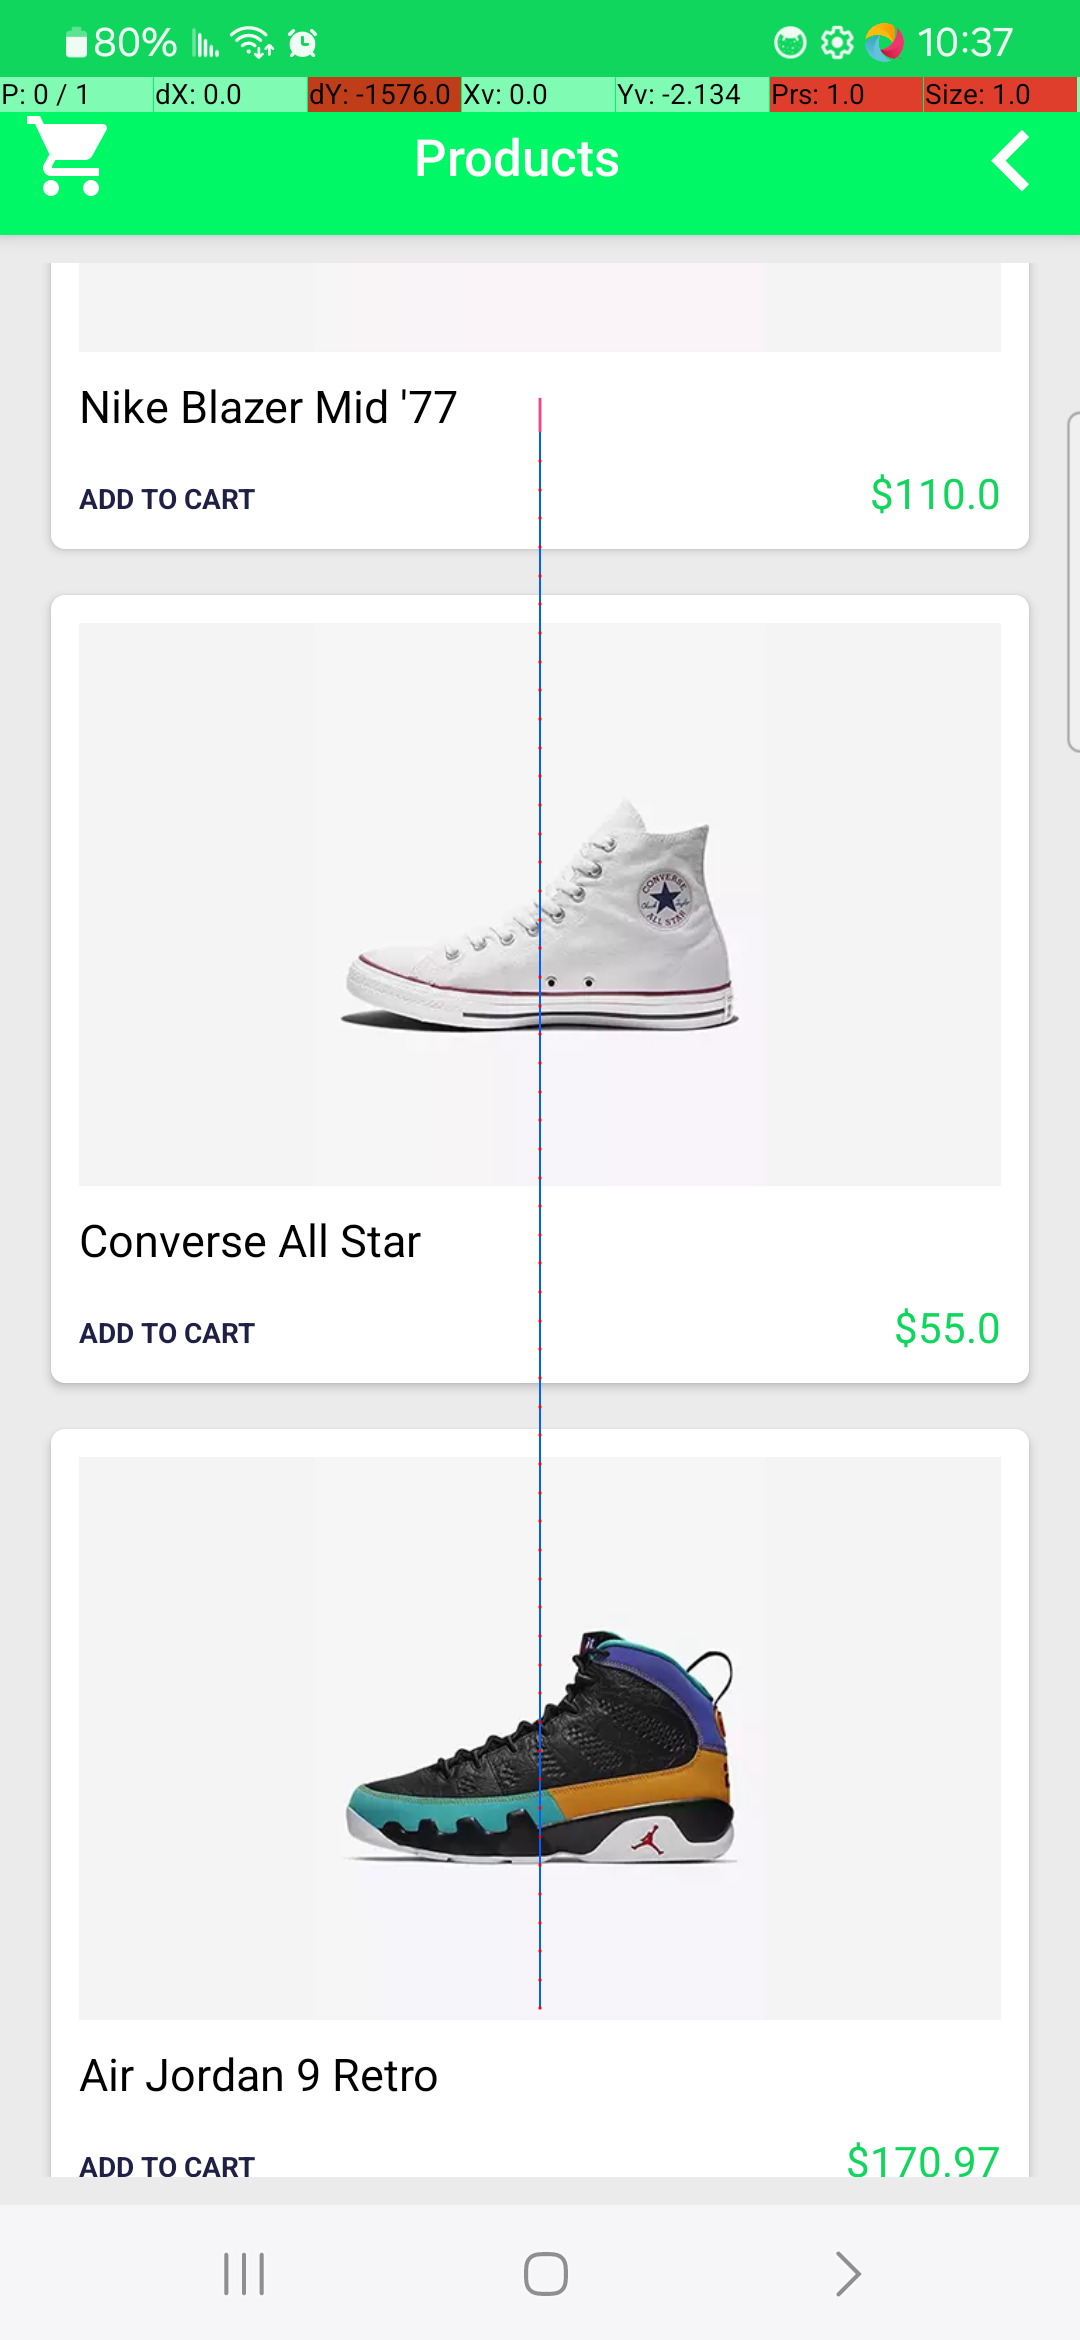 80% 10:37
P: 0 / 1 dX: 0.0 dY: -1576.0 Xv: 0.0 Yv: -2.134 Prs: 1.0 Size: 1.0
Products
Nike Blazer Mid '77
ADD TO CART $110.0
CONVERSE
ALL STAR
Converse All Star
ADD TO CART $55.0
Air Jordan 9 Retro
ADD TO CART $170.97